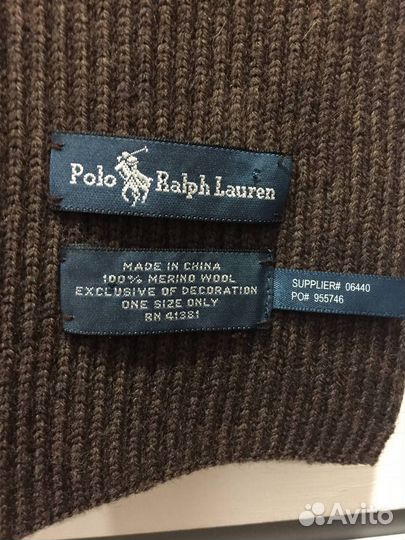 Polo Ralph Lauren
MADE IN CHINA
100% MERINO WOOL
EXCLUSIVE OF DECORATION
ONE SIZE ONLY
RN 41381
SUPPLIER# 06440
PO# 955746
Avito